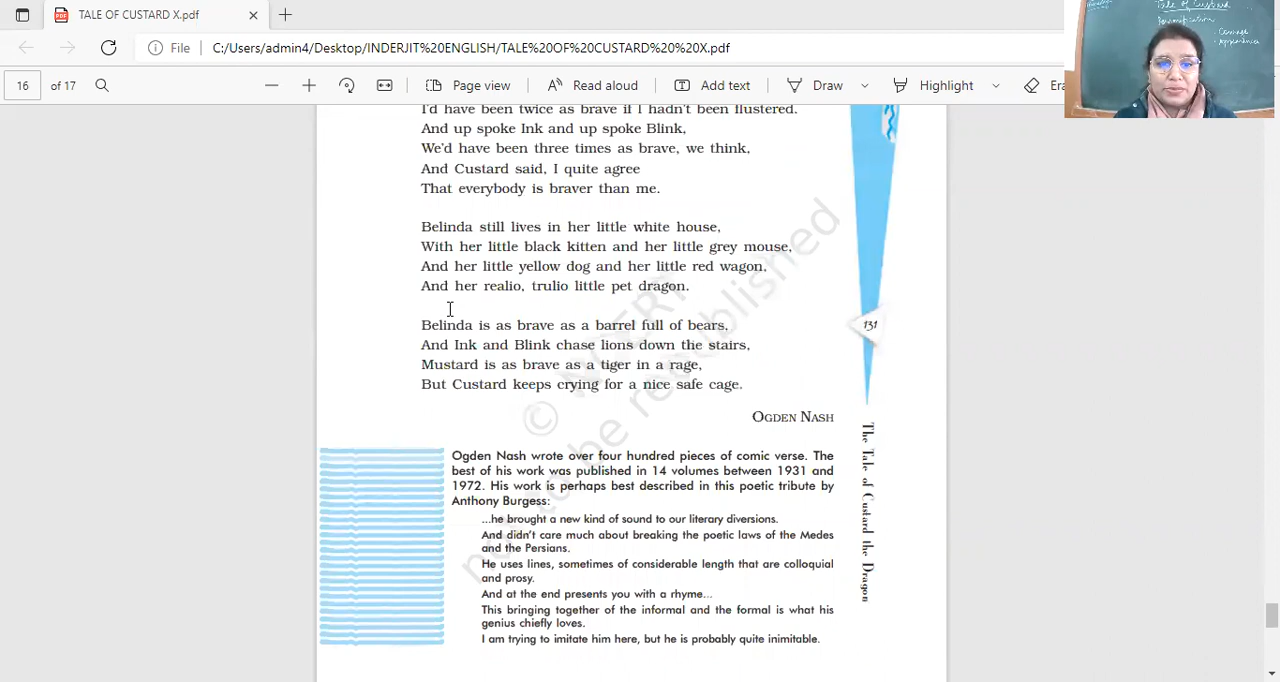 TALE OF CUSTARD X.pdf
File C:/Users/admin4/Desktop/INDERJIT%20ENGLISH/TALE%20OF%20CUSTARD%20%20X.pdf
16 of 17 Page view Read aloud Add text Draw Highlight Era
Tale of Custard
Personification
I'd have been twice as brave if I hadn't been flustered.
And up spoke Ink and up spoke Blink,
We'd have been three times as brave, we think,
And Custard said, I quite agree
That everybody is braver than me.
Belinda still lives in her little white house,
With her little black kitten and her little grey mouse,
And her little yellow dog and her little red wagon,
And her realio, trulio little pet dragon.
Belinda is as brave as a barrel full of bears,
And Ink and Blink chase lions down the stairs,
Mustard is as brave as a tiger in a rage,
But Custard keeps crying for a nice safe cage.
OGDEN NASH
131
The Tale of Custard the Dragon
Ogden Nash wrote over four hundred pieces of comic verse. The
best of his work was published in 14 volumes between 1931 and
1972. His work is perhaps best described in this poetic tribute by
Anthony Burgess:
...he brought a new kind of sound to our literary diversions.
And didn't care much about breaking the poetic laws of the Medes
and the Persians.
He uses lines, sometimes of considerable length that are colloquial
and prosy.
And at the end presents you with a rhyme...
This bringing together of the informal and the formal is what his
genius chiefly loves.
I am trying to imitate him here, but he is probably quite inimitable.
© NCERT
not to be republished